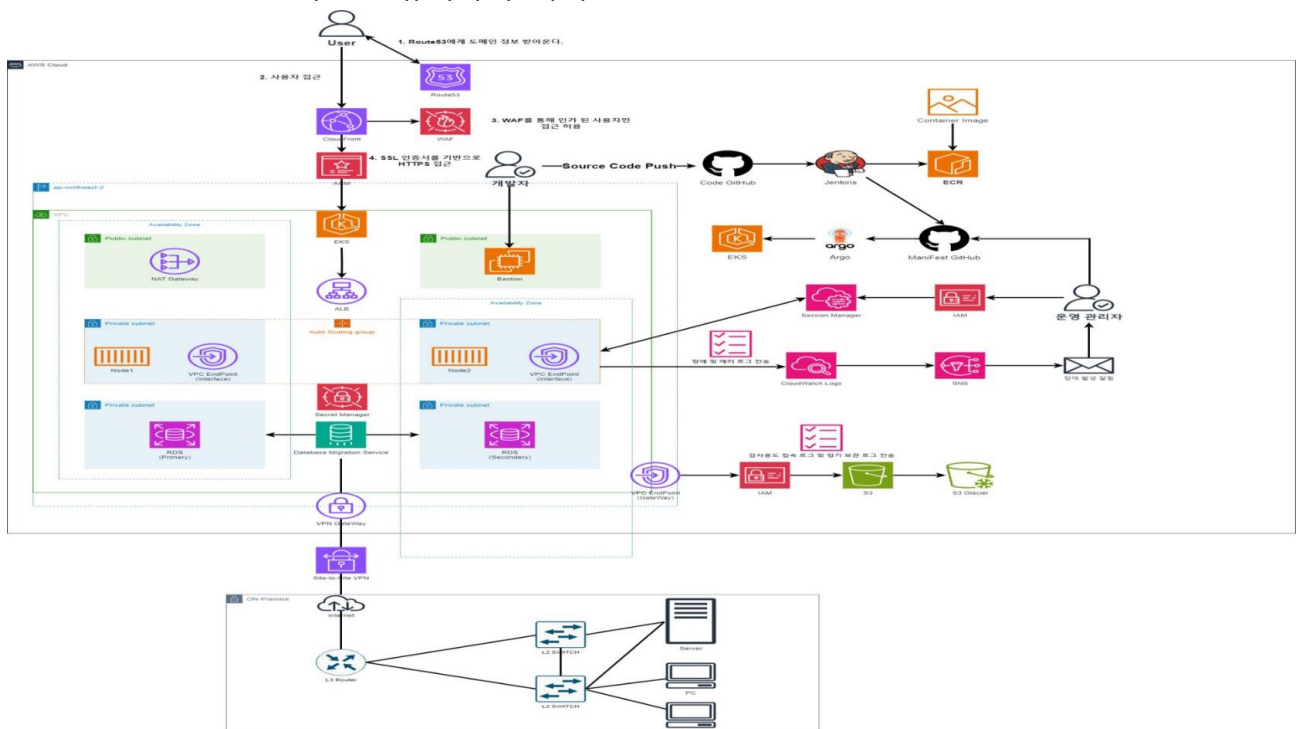 User
1. Route53에게 도메인 정보 받아온다.
AWS Cloud
2. 사용자 접근
53
Route53
Container Image
CloudFront
WAF
3. WAF를 통해 인가 된 사용자만
접근 허용
4. SSL 인증서를 기반으로
HTTPS 접근
ACM
개발자
Source Code Push
Code GitHub
Jenkins
ECR
ap-northeast-2
VPC
Availability Zone
Public subnet
NAT Gateway
EKS
Public subnet
Bastion
EKS
argo
Argo
ManiFest GitHub
ALB
Availability Zone
Session Manager
IAM
운영 관리자
Private subnet
Auto Scaling group
Private subnet
Node1
VPC EndPoint
(Interface)
Node2
VPC EndPoint
(Interface)
장애 및 에러 로그 전송
CloudWatch Logs
SNS
장애 발생 알림
Secret Manager
Private subnet
Private subnet
RDS
(Primary)
Database Migration Service
RDS
(Secondery)
감사용도 접속 로그 및 장기 보관 로그 전송
VPC EndPoint
(GateWay)
IAM
S3
S3 Glacier
VPN GateWay
Site-to-Site VPN
ON-Premise
Internet
L3 Router
L2 SWITCH
L2 SWITCH
Server
PC